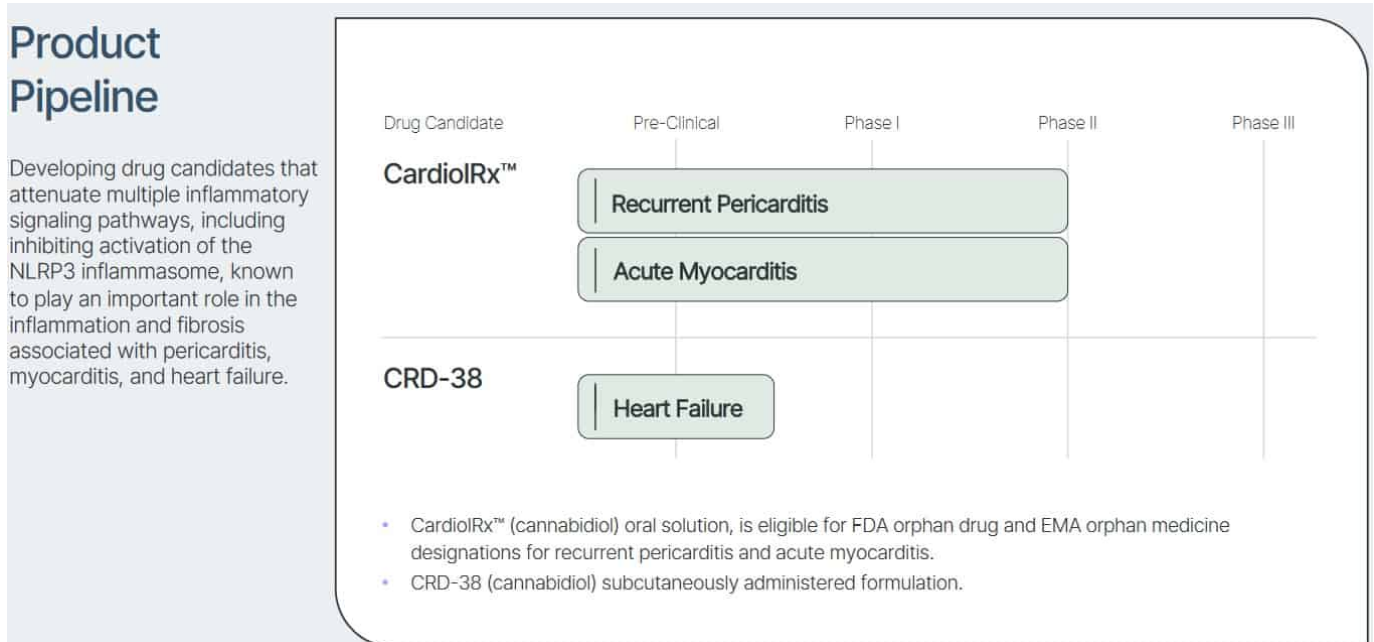 Product
Pipeline
Developing drug candidates that
attenuate multiple inflammatory
signaling pathways, including
inhibiting activation of the
NLRP3 inflammasome, known
to play an important role in the
inflammation and fibrosis
associated with pericarditis,
myocarditis, and heart failure.
Drug Candidate Pre-Clinical Phase I Phase II Phase III
CardiolRx™
Recurrent Pericarditis
Acute Myocarditis
CRD-38
Heart Failure
• CardiolRx™ (cannabidiol) oral solution, is eligible for FDA orphan drug and EMA orphan medicine
designations for recurrent pericarditis and acute myocarditis.
• CRD-38 (cannabidiol) subcutaneously administered formulation.